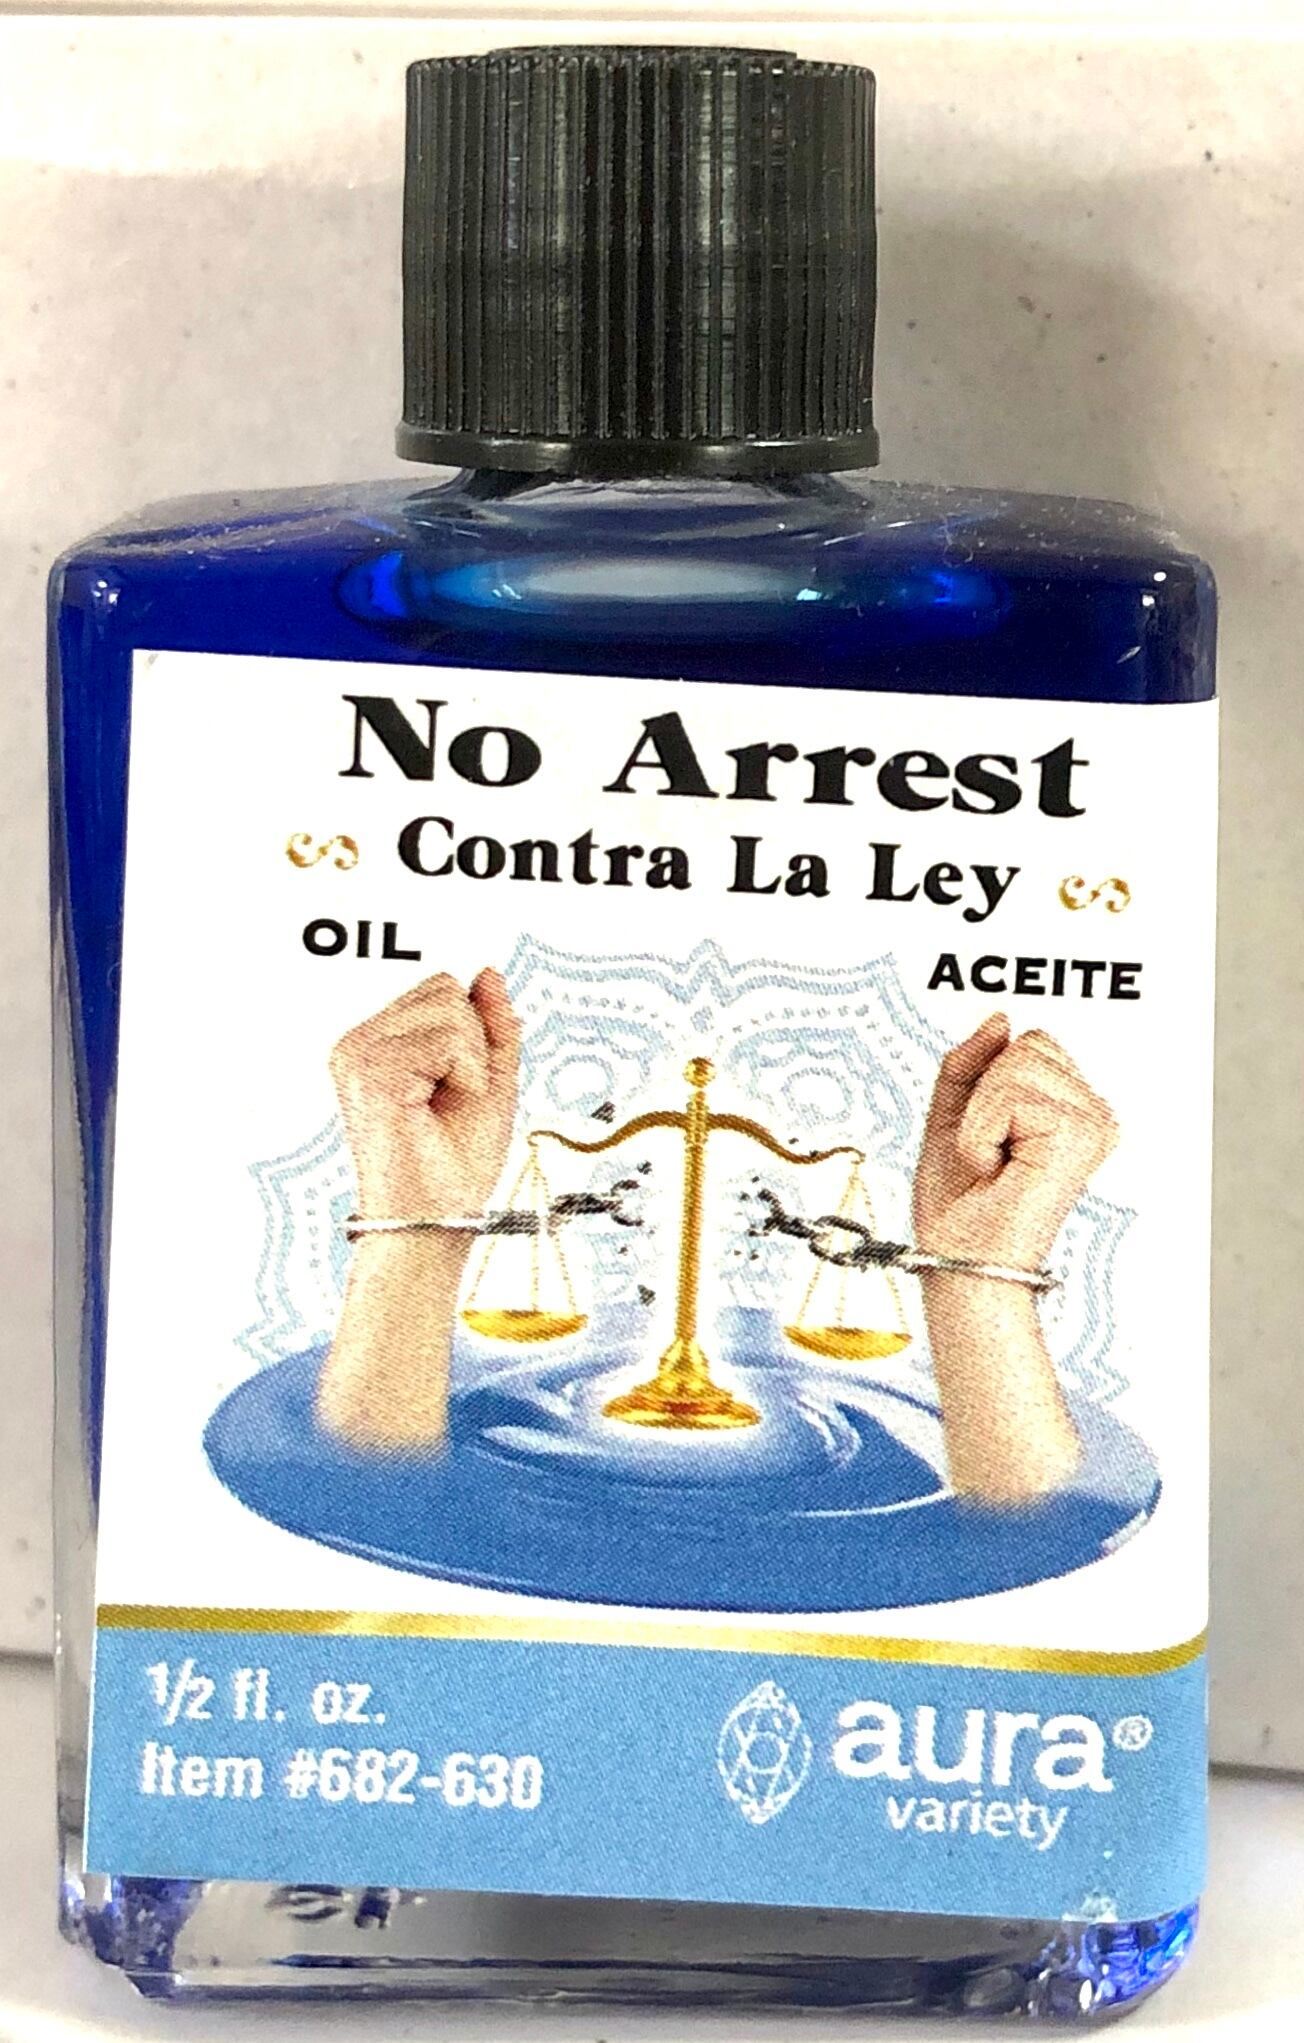 No Arrest
Contra La Ley
OIL
ACEITE
1/2 fl. oz.
Item #682-630
aura®
variety